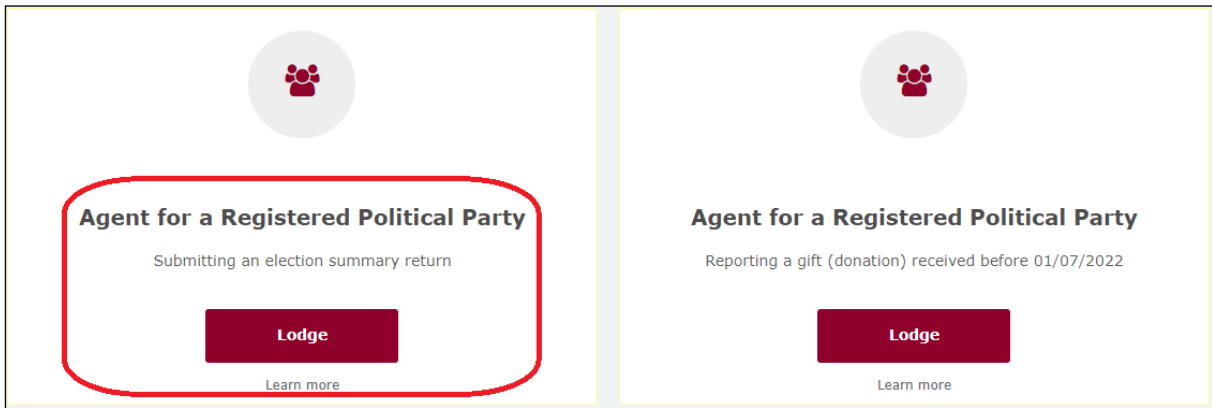 Agent for a Registered Political Party
Submitting an election summary return
Lodge
Learn more
Agent for a Registered Political Party
Reporting a gift (donation) received before 01/07/2022
Lodge
Learn more